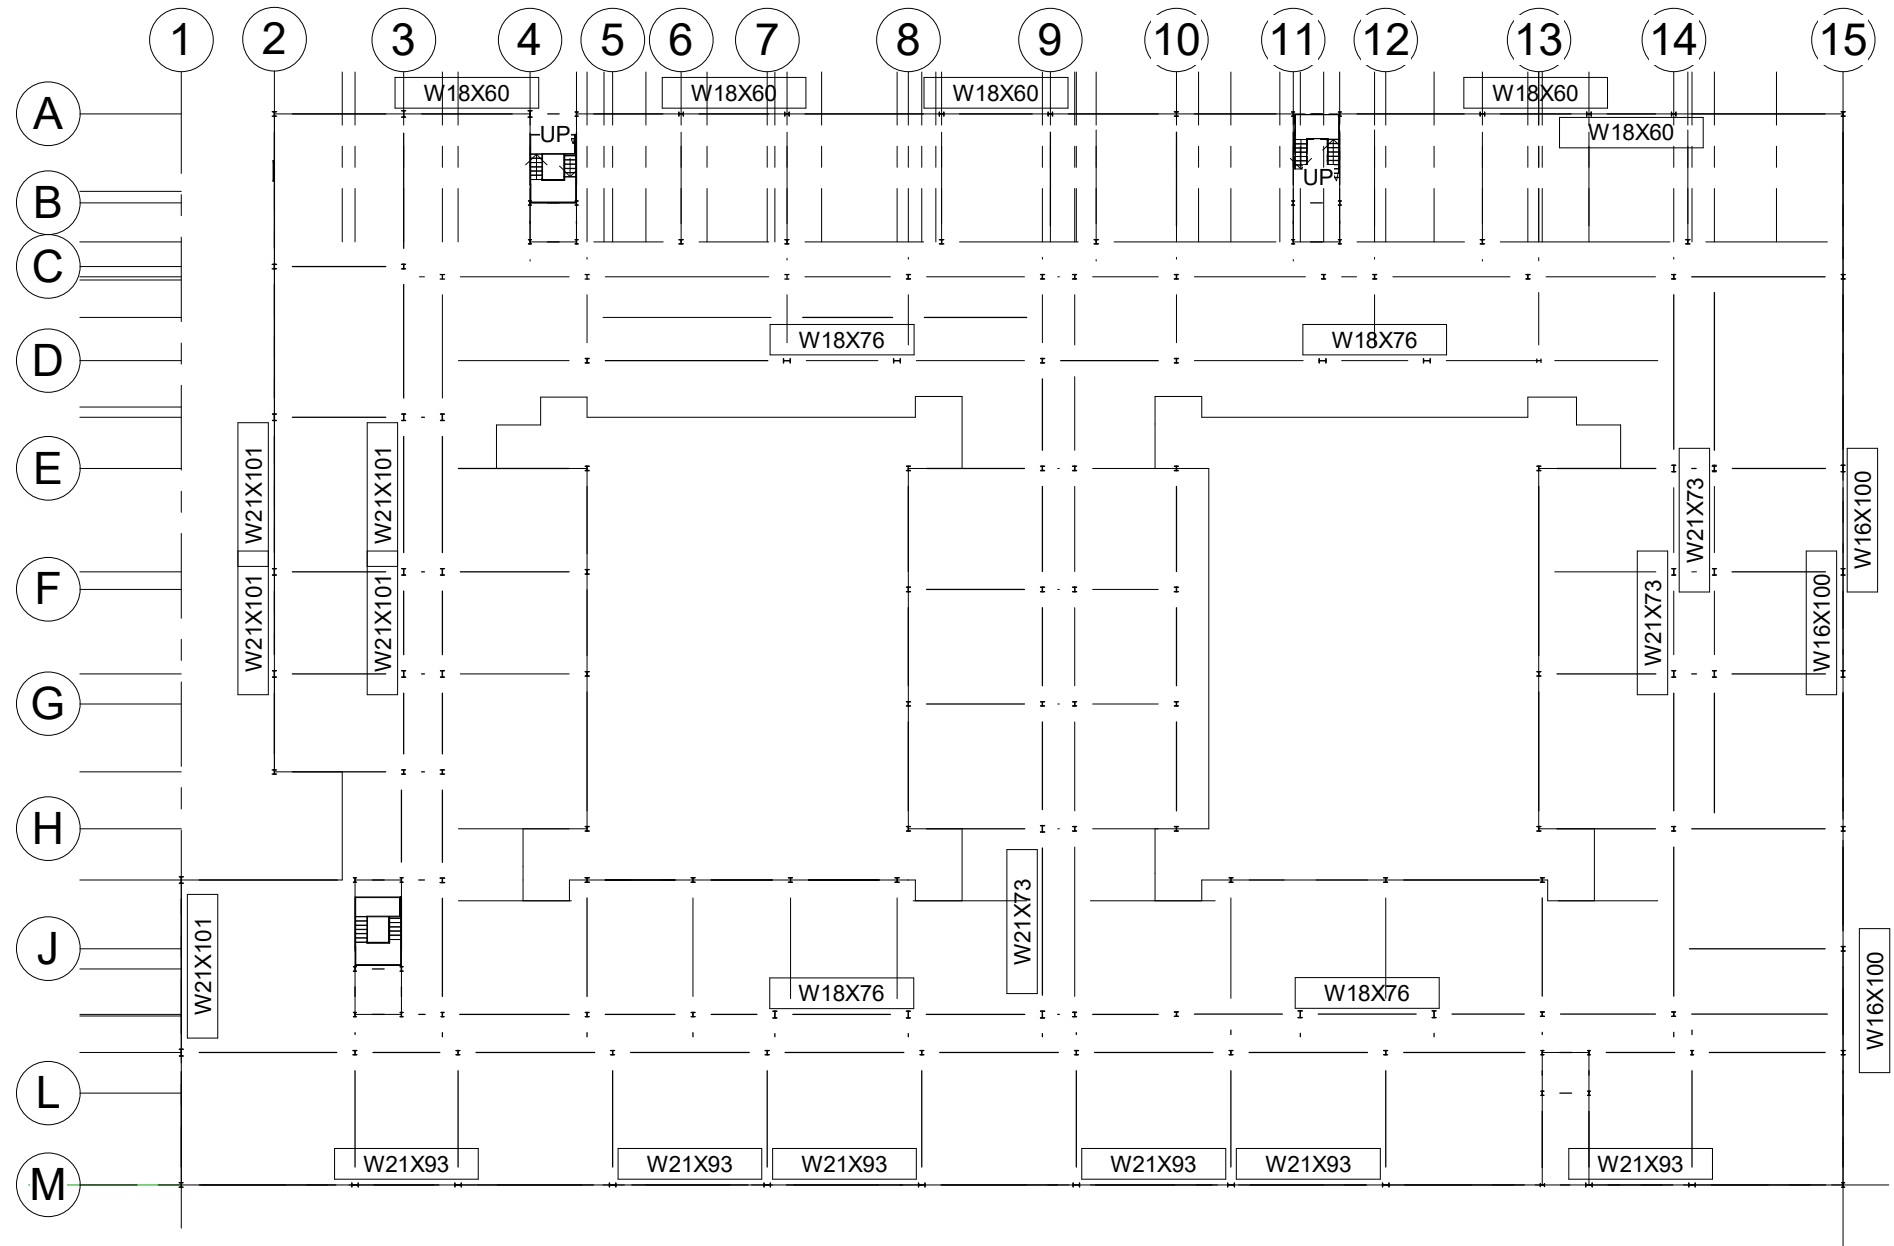 1 2 3 4 5 6 7 8 9 10 11 12 13 14 15
W18X60 W18X60 W18X60 W18X60
A
UP W18X60
B UP
C
D W18X76 W18X76
E W21X101 W21X101 W21X73 W16X100
F W21X101 W21X101 W21X73 W16X100
G
H
J W21X101 W21X73 W16X100
W18X76 W18X76
L
W21X93 W21X93 W21X93 W21X93 W21X93 W21X93
M